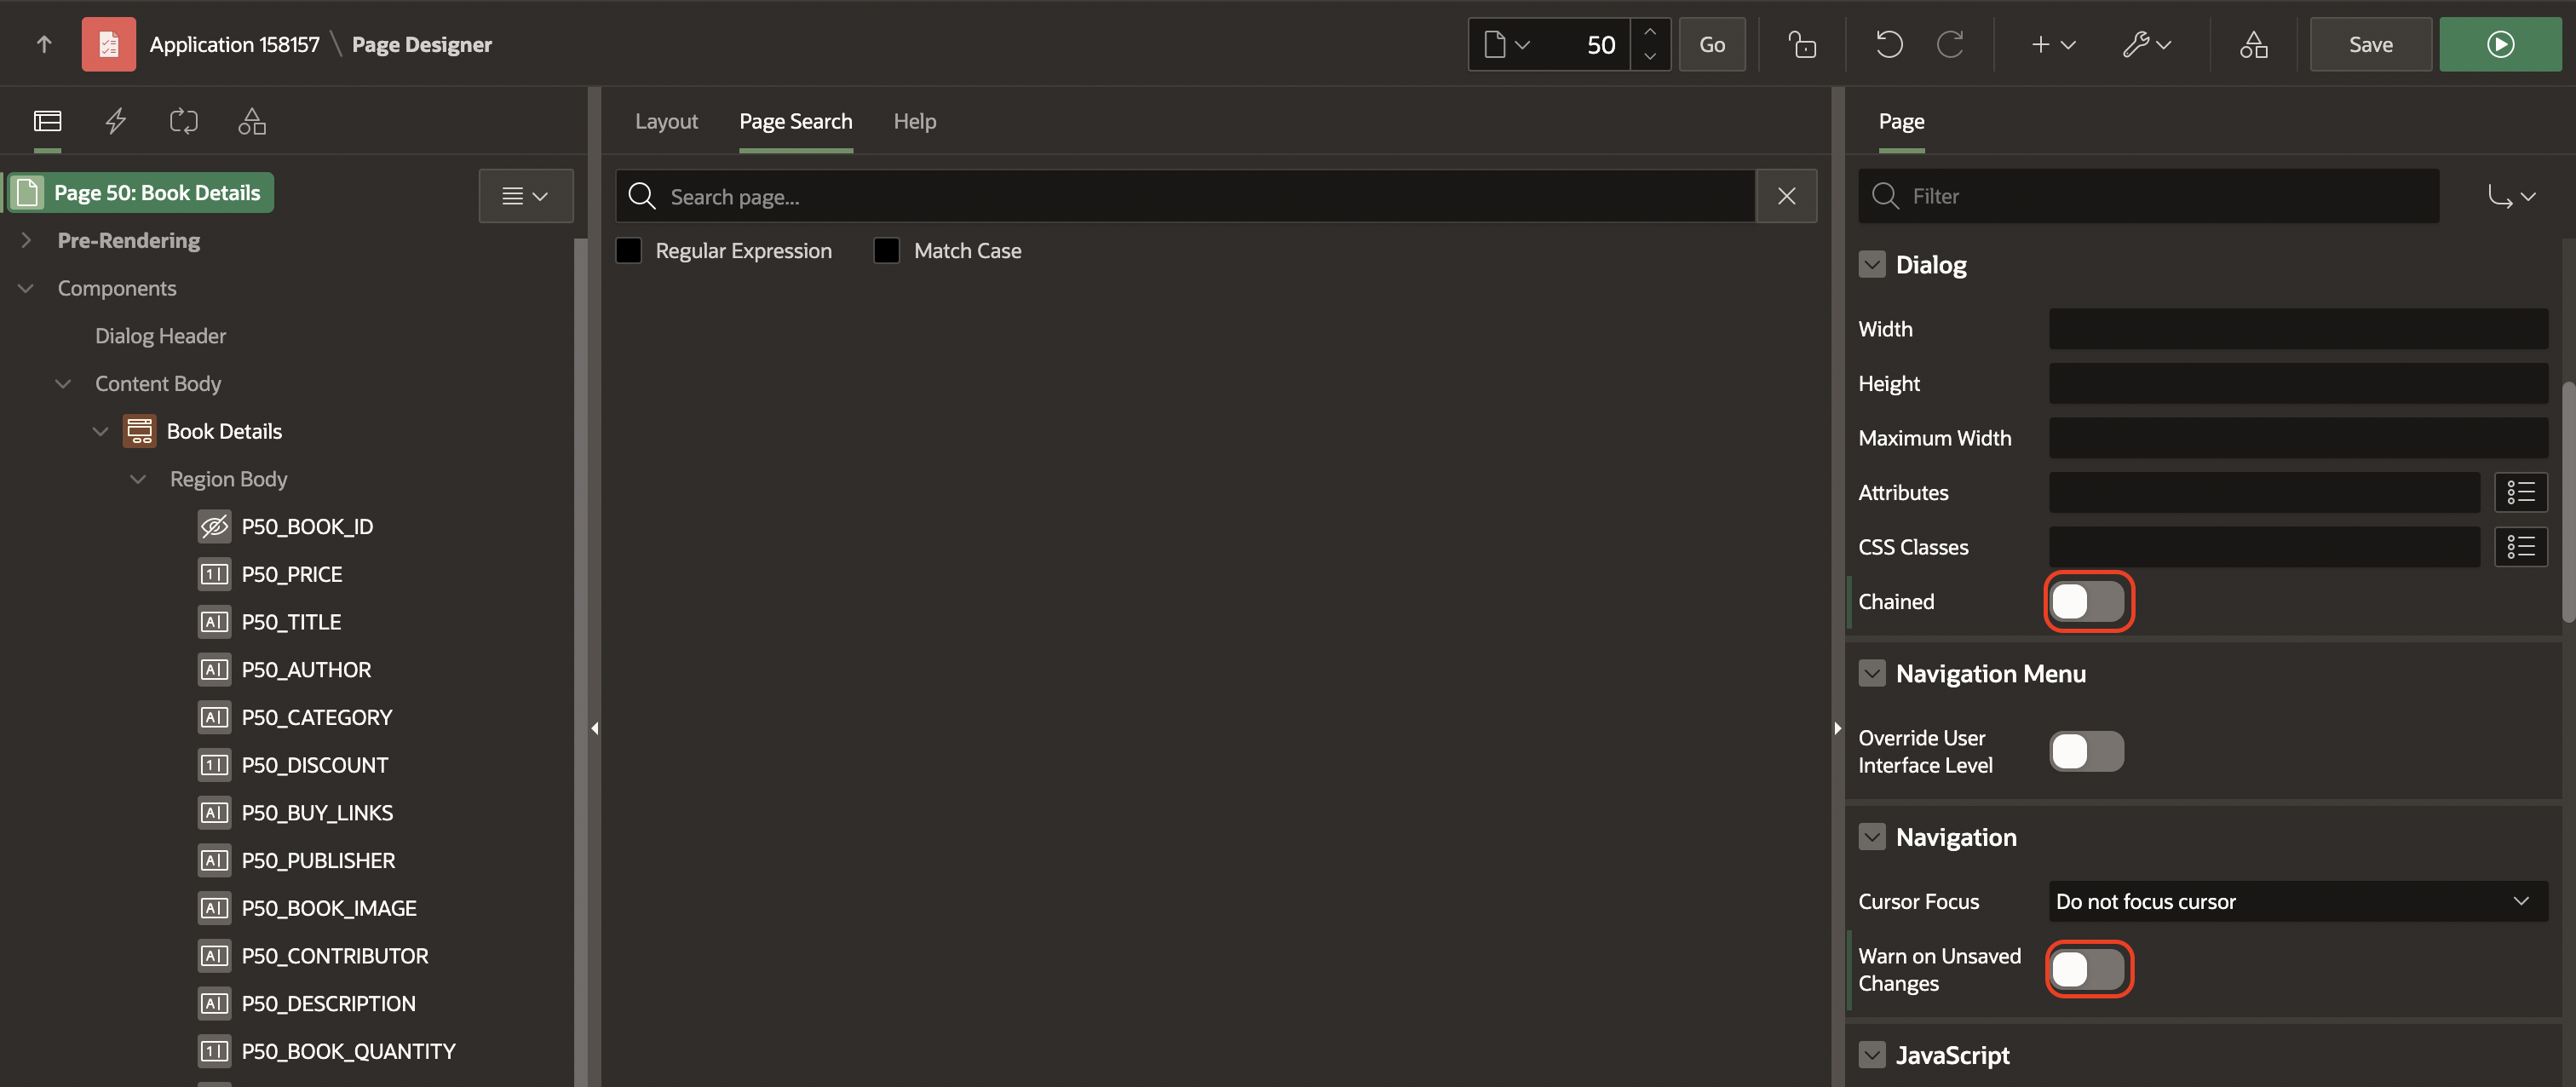 Application 158157 \ Page Designer
50
Go
Save
Page 50: Book Details
Pre-Rendering
Components
Dialog Header
Content Body
Book Details
Region Body
P50_BOOK_ID
P50_PRICE
P50_TITLE
P50_AUTHOR
P50_CATEGORY
P50_DISCOUNT
P50_BUY_LINKS
P50_PUBLISHER
P50_BOOK_IMAGE
P50_CONTRIBUTOR
P50_DESCRIPTION
P50_BOOK_QUANTITY
Layout
Page Search
Help
Search page...
Regular Expression
Match Case
Page
Filter
Dialog
Width
Height
Maximum Width
Attributes
CSS Classes
Chained
Navigation Menu
Override User
Interface Level
Navigation
Cursor Focus
Do not focus cursor
Warn on Unsaved
Changes
JavaScript